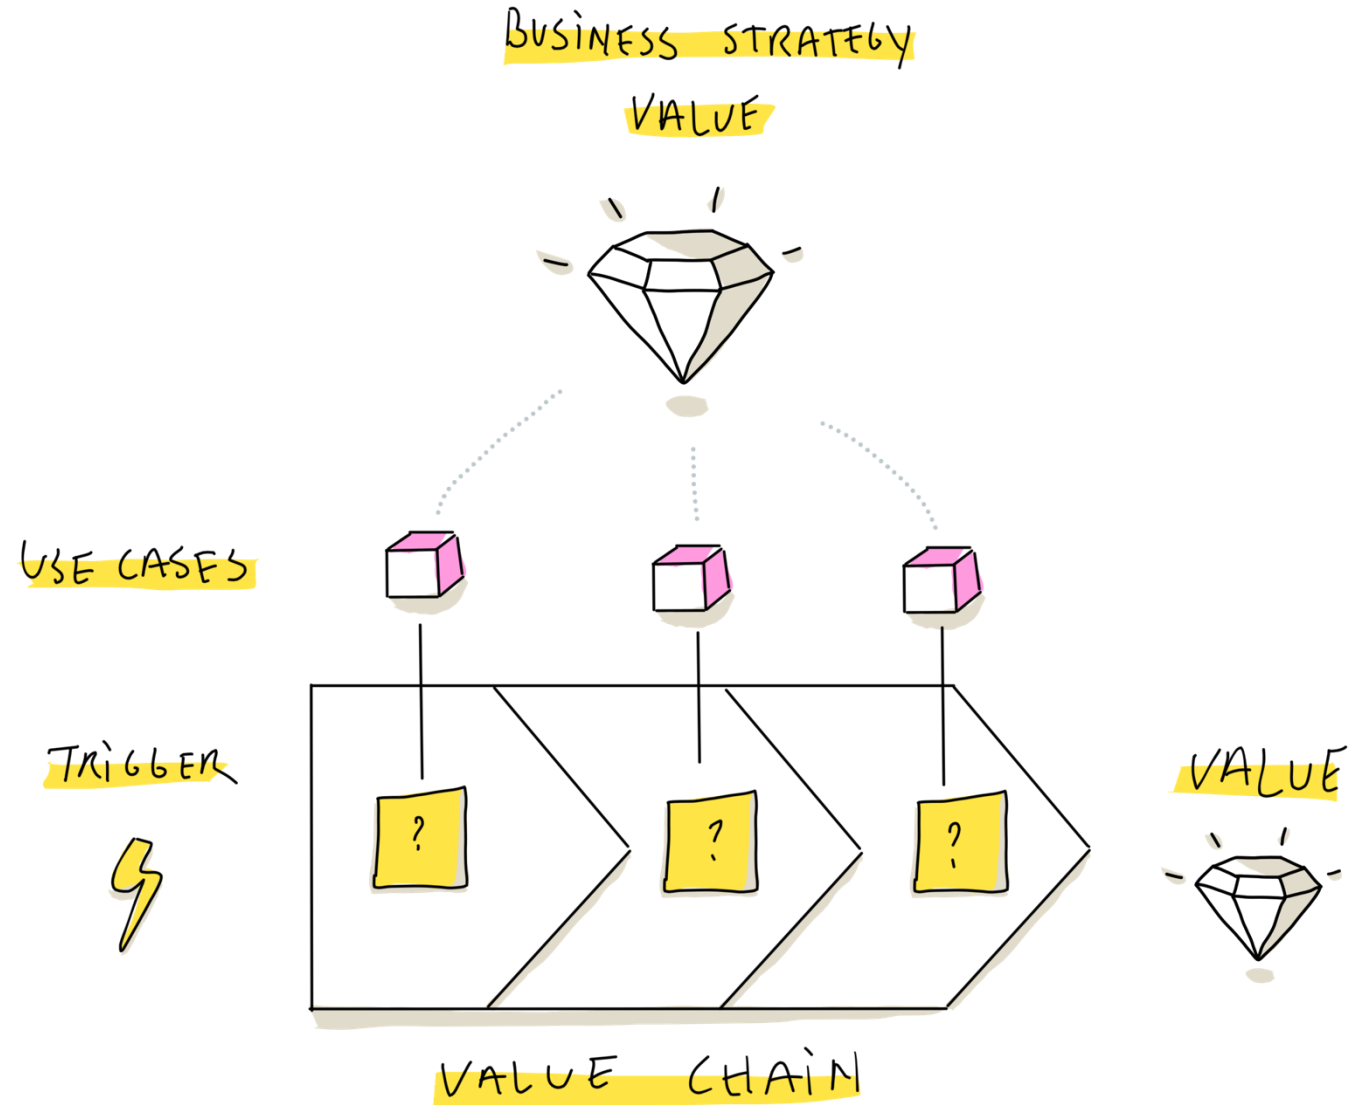 BUSINESS STRATEGY
VALUE
USE CASES
TRIGGER
? ? ?
VALUE
VALUE CHAIN